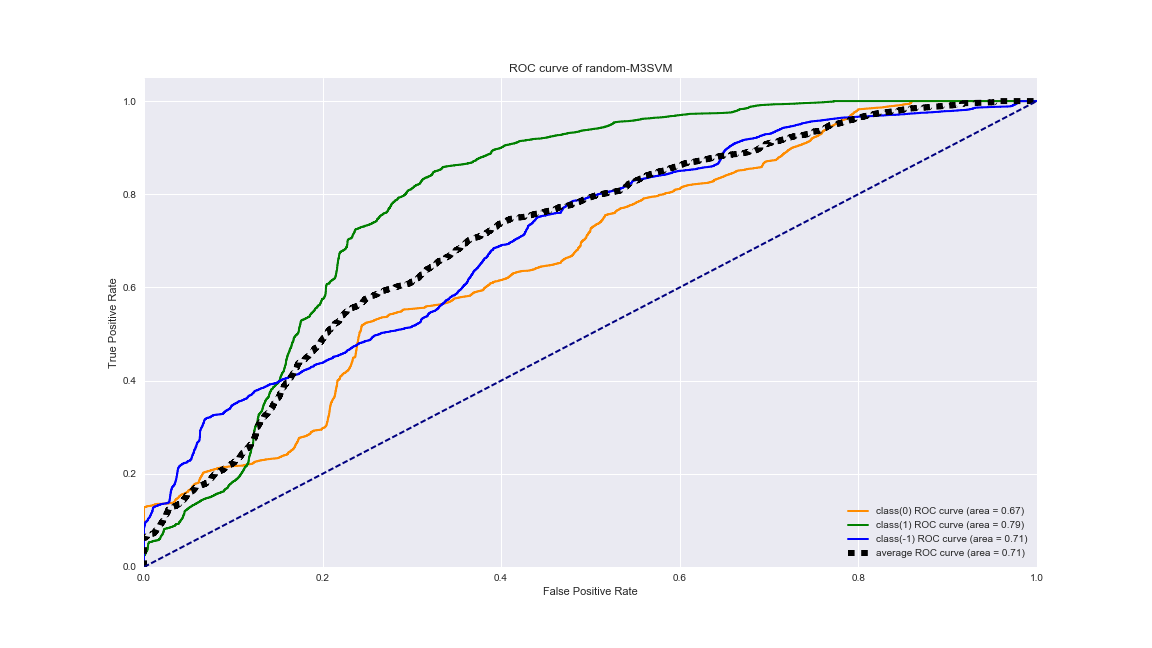 ROC curve of random-M3SVM
True Positive Rate
1.0
0.8
0.6
0.4
0.2
0.0
0.0 0.2 0.4 0.6 0.8 1.0
False Positive Rate
class(0) ROC curve (area = 0.67)
class(1) ROC curve (area = 0.79)
class(-1) ROC curve (area = 0.71)
average ROC curve (area = 0.71)